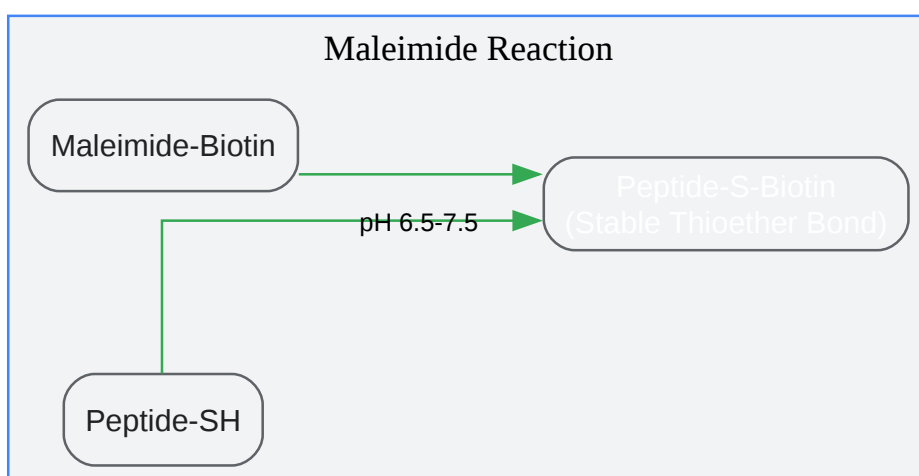 Maleimide Reaction
Maleimide-Biotin
Peptide-S-Biotin
(Stable Thioether Bond)
pH 6.5-7.5
Peptide-SH